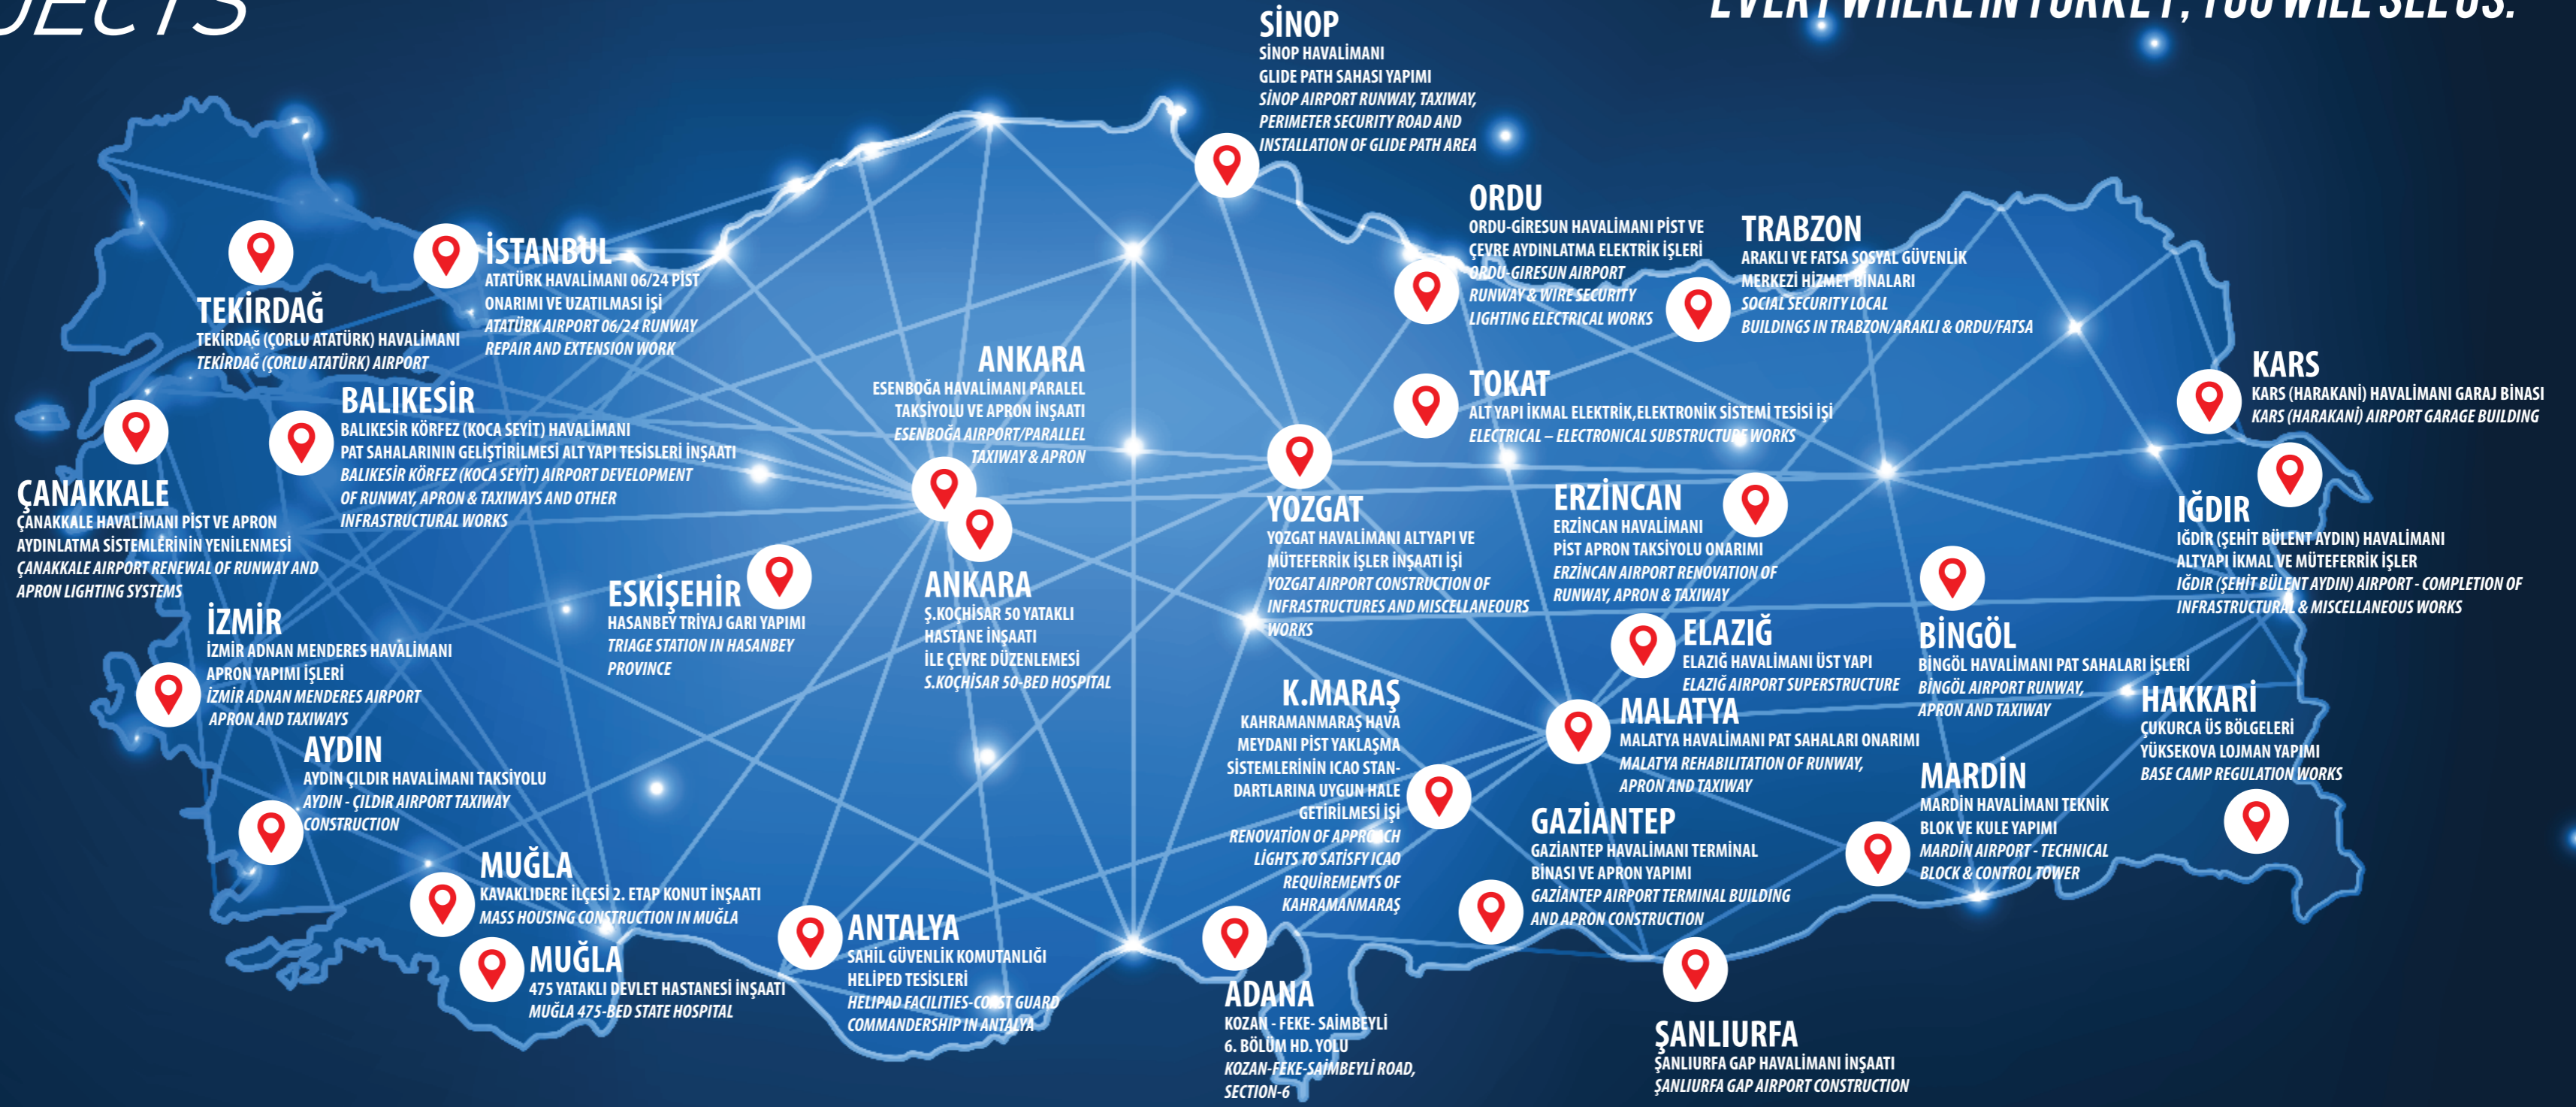 JECTS
EVERYWHERE IN TURKEY, YOU WILL SEE US.
SİNOP
SİNOP HAVALİMANI
GLIDE PATH SAHASI YAPIMI
SİNOP AIRPORT RUNWAY, TAXIWAY,
PERIMETER SECURITY ROAD AND
INSTALLATION OF GLIDE PATH AREA
ORDU
ORDU-GİRESUN HAVALİMANI PİST VE
ÇEVRE AYDINLATMA ELEKTRİK İŞLERİ
ORDU-GIRESUN AIRPORT
RUNWAY & WIRE SECURITY
LIGHTING ELECTRICAL WORKS
TRABZON
ARAKLI VE FATSA SOSYAL GÜVENLİK
MERKEZİ HİZMET BİNALARI
SOCIAL SECURITY LOCAL
BUILDINGS IN TRABZON/ARAKLI & ORDU/FATSA
İSTANBUL
ATATÜRK HAVALİMANI 06/24 PİST
ONARIMI VE UZATILMASI İŞİ
ATATÜRK AIRPORT 06/24 RUNWAY
REPAIR AND EXTENSION WORK
TEKİRDAĞ
TEKİRDAĞ (ÇORLU ATATÜRK) HAVALİMANI
TEKİRDAĞ (ÇORLU ATATÜRK) AIRPORT
ANKARA
ESENBOĞA HAVALİMANI PARALEL
TAKSİYOLU VE APRON İNŞAATI
ESENBOĞA AIRPORT/PARALLEL
TAXIWAY & APRON
TOKAT
ALT YAPI İKMAL ELEKTRİK,ELEKTRONİK SİSTEMİ TESİSİ İŞİ
ELECTRICAL – ELECTRONICAL SUBSTRUCTURE WORKS
KARS
KARS (HARAKANİ) HAVALİMANI GARAJ BİNASI
KARS (HARAKANİ) AIRPORT GARAGE BUILDING
BALIKESİR
BALIKESİR KÖRFEZ (KOCA SEYİT) HAVALİMANI
PAT SAHALARININ GELİŞTİRİLMESİ ALT YAPI TESİSLERİ İNŞAATI
BALIKESİR KÖRFEZ (KOCA SEYİT) AIRPORT DEVELOPMENT
OF RUNWAY, APRON & TAXIWAYS AND OTHER
INFRASTRUCTURAL WORKS
ÇANAKKALE
ÇANAKKALE HAVALİMANI PİST VE APRON
AYDINLATMA SİSTEMLERİNİN YENİLENMESİ
ÇANAKKALE AIRPORT RENEWAL OF RUNWAY AND
APRON LIGHTING SYSTEMS
YOZGAT
YOZGAT HAVALİMANI ALTYAPI VE
MÜTEFERRİK İŞLER İNŞAATI İŞİ
YOZGAT AIRPORT CONSTRUCTION OF
INFRASTRUCTURES AND MISCELLANEOURS
WORKS
ERZİNCAN
ERZİNCAN HAVALİMANI
PİST APRON TAKSİYOLU ONARIMI
ERZİNCAN AIRPORT RENOVATION OF
RUNWAY, APRON & TAXIWAY
IĞDIR
IĞDIR (ŞEHİT BÜLENT AYDIN) HAVALİMANI
ALTYAPI İKMAL VE MÜTEFERRİK İŞLER
IĞDIR (ŞEHİT BÜLENT AYDIN) AIRPORT - COMPLETION OF
INFRASTRUCTURAL & MISCELLANEOUS WORKS
ESKİŞEHİR
HASANBEY TRİYAJ GARI YAPIMI
TRIAGE STATION IN HASANBEY
PROVINCE
ANKARA
Ş.KOÇHİSAR 50 YATAKLI
HASTANE İNŞAATI
İLE ÇEVRE DÜZENLEMESİ
S.KOÇHİSAR 50-BED HOSPITAL
İZMİR
İZMİR ADNAN MENDERES HAVALİMANI
APRON YAPIMI İŞLERİ
İZMİR ADNAN MENDERES AIRPORT
APRON AND TAXIWAYS
ELAZIĞ
ELAZIĞ HAVALİMANI ÜST YAPI
ELAZIĞ AIRPORT SUPERSTRUCTURE
BİNGÖL
BİNGÖL HAVALİMANI PAT SAHALARI İŞLERİ
BİNGÖL AIRPORT RUNWAY,
APRON AND TAXIWAY
K.MARAŞ
KAHRAMANMARAŞ HAVA
MEYDANI PİST YAKLAŞMA
SİSTEMLERİNİN ICAO STAN-
DARTLARINA UYGUN HALE
GETİRİLMESİ İŞİ
RENOVATİON OF APPROACH
LİGHTS TO SATİSFY ICAO
REQUİREMENTS OF
KAHRAMANMARAŞ
MALATYA
MALATYA HAVALİMANI PAT SAHALARI ONARIMI
MALATYA REHABILITATION OF RUNWAY,
APRON AND TAXIWAY
HAKKARİ
ÇUKURCA ÜS BÖLGELERİ
YÜKSEKOVA LOJMAN YAPIMI
BASE CAMP REGULATION WORKS
AYDIN
AYDIN ÇILDIR HAVALİMANI TAKSİYOLU
AYDIN - ÇILDIR AIRPORT TAXIWAY
CONSTRUCTION
MARDİN
MARDİN HAVALİMANI TEKNİK
BLOK VE KULE YAPIMI
MARDİN AIRPORT - TECHNICAL
BLOCK & CONTROL TOWER
GAZİANTEP
GAZİANTEP HAVALİMANI TERMİNAL
BİNASI VE APRON YAPIMI
GAZİANTEP AIRPORT TERMINAL BUILDING
AND APRON CONSTRUCTION
MUĞLA
KAVAKLIDERE İLÇESİ 2. ETAP KONUT İNŞAATI
MASS HOUSING CONSTRUCTION IN MUĞLA
MUĞLA
475 YATAKLI DEVLET HASTANESİ İNŞAATI
MUĞLA 475-BED STATE HOSPITAL
ANTALYA
SAHİL GÜVENLİK KOMUTANLIĞI
HELİPED TESİSLERİ
HELIPAD FACILITIES-COAST GUARD
COMMANDERSHIP IN ANTALYA
ADANA
KOZAN - FEKE- SAİMBEYLİ
6. BÖLÜM HD. YOLU
KOZAN-FEKE-SAİMBEYLİ ROAD,
SECTION-6
ŞANLIURFA
ŞANLIURFA GAP HAVALİMANI İNŞAATI
ŞANLIURFA GAP AIRPORT CONSTRUCTION